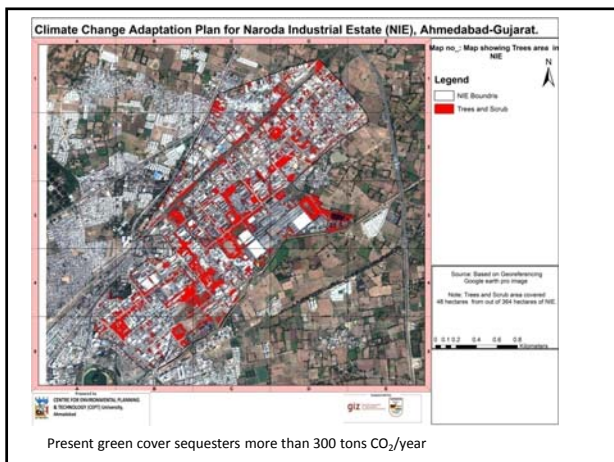 Climate Change Adaptation Plan for Naroda Industrial Estate (NIE), Ahmedabad-Gujarat.
Map no_: Map showing Trees area in
NIE
N
Legend
NIE Boundris
Trees and Scrub
Source: Based on Georeferencing
Google earth pro image
Note: Trees and Scrub area covered
48 hectares from out of 364 hectares of NIE.
0 0.1 0.2 0.4 0.6 0.8
Kilometers
Prepared by
CENTRE FOR ENVIRONMENTAL PLANNING
& TECHNOLOGY (CEPT) University
Ahmedabad
giz
Present green cover sequesters more than 300 tons CO₂/year